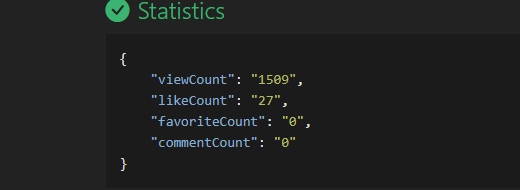 Statistics
{
    "viewCount": "1509",
    "likeCount": "27",
    "favoriteCount": "0",
    "commentCount": "0"
}